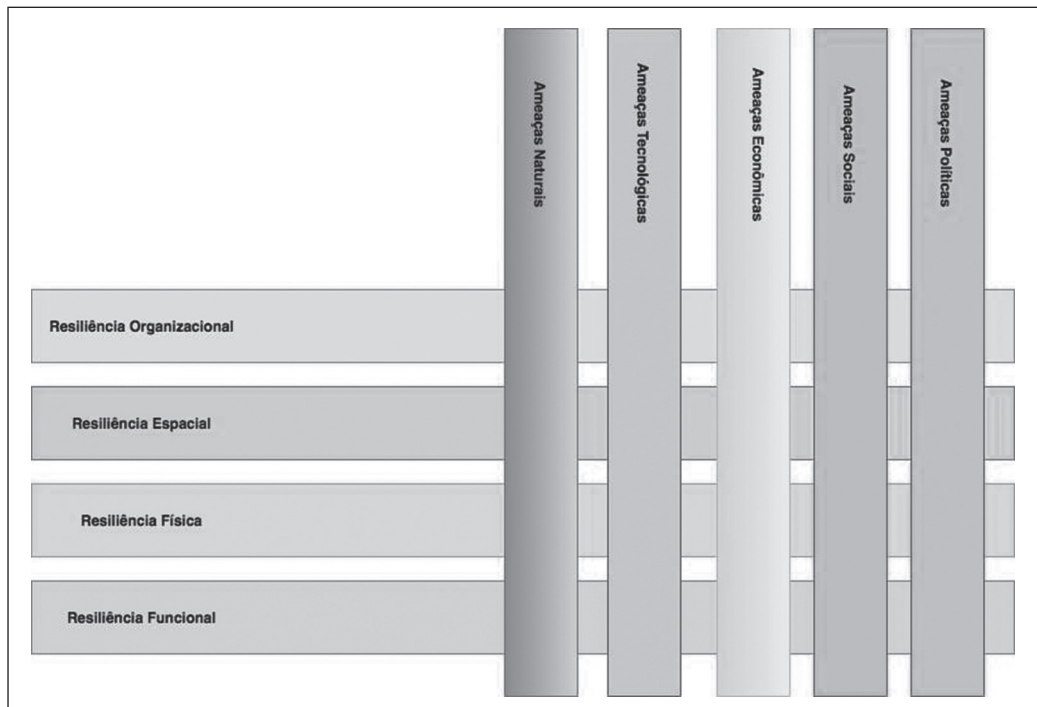 Ameaças Naturais
Ameaças Tecnológicas
Ameaças Econômicas
Ameaças Sociais
Ameaças Políticas
Resiliência Organizacional
Resiliência Espacial
Resiliência Física
Resiliência Funcional